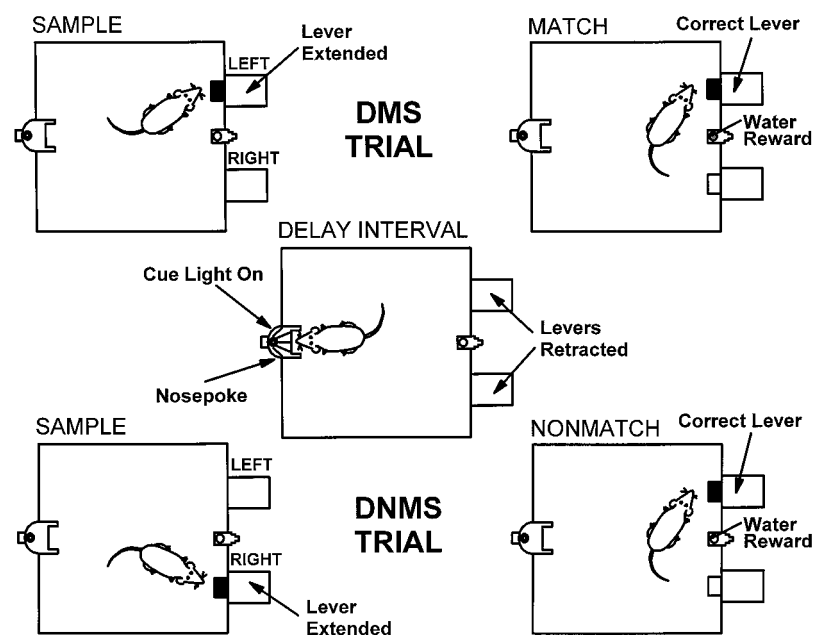 SAMPLE
Lever
Extended
LEFT
RIGHT
DMS
TRIAL
MATCH
Correct Lever
Water
Reward
DELAY INTERVAL
Cue Light On
Nosepoke
Levers
Retracted
SAMPLE
LEFT
RIGHT
Lever
Extended
DNMS
TRIAL
NONMATCH
Correct Lever
Water
Reward